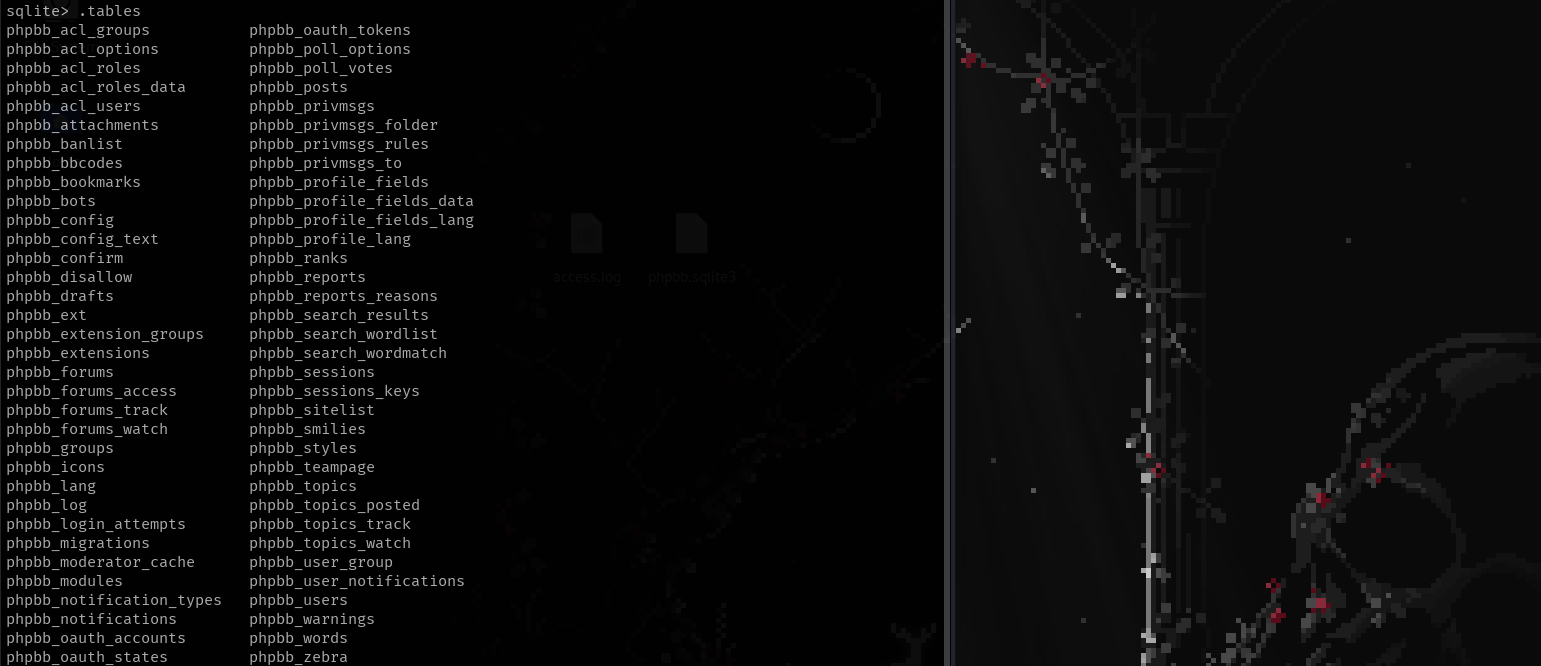 sqlite> .tables
phpbb_acl_groups phpbb_oauth_tokens
phpbb_acl_options phpbb_poll_options
phpbb_acl_roles phpbb_poll_votes
phpbb_acl_roles_data phpbb_posts
phpbb_acl_users phpbb_privmsgs
phpbb_attachments phpbb_privmsgs_folder
phpbb_banlist phpbb_privmsgs_rules
phpbb_bbcodes phpbb_privmsgs_to
phpbb_bookmarks phpbb_profile_fields
phpbb_bots phpbb_profile_fields_data
phpbb_config phpbb_profile_fields_lang
phpbb_config_text phpbb_profile_lang
phpbb_confirm phpbb_ranks
phpbb_disallow phpbb_reports
phpbb_drafts phpbb_reports_reasons
phpbb_ext phpbb_search_results
phpbb_extension_groups phpbb_search_wordlist
phpbb_extensions phpbb_search_wordmatch
phpbb_forums phpbb_sessions
phpbb_forums_access phpbb_sessions_keys
phpbb_forums_track phpbb_sitelist
phpbb_forums_watch phpbb_smilies
phpbb_groups phpbb_styles
phpbb_icons phpbb_teampage
phpbb_lang phpbb_topics
phpbb_log phpbb_topics_posted
phpbb_login_attempts phpbb_topics_track
phpbb_migrations phpbb_topics_watch
phpbb_moderator_cache phpbb_user_group
phpbb_modules phpbb_user_notifications
phpbb_notification_types phpbb_users
phpbb_notifications phpbb_warnings
phpbb_oauth_accounts phpbb_words
phpbb_oauth_states phpbb_zebra
access.log phpbb.sqlite3